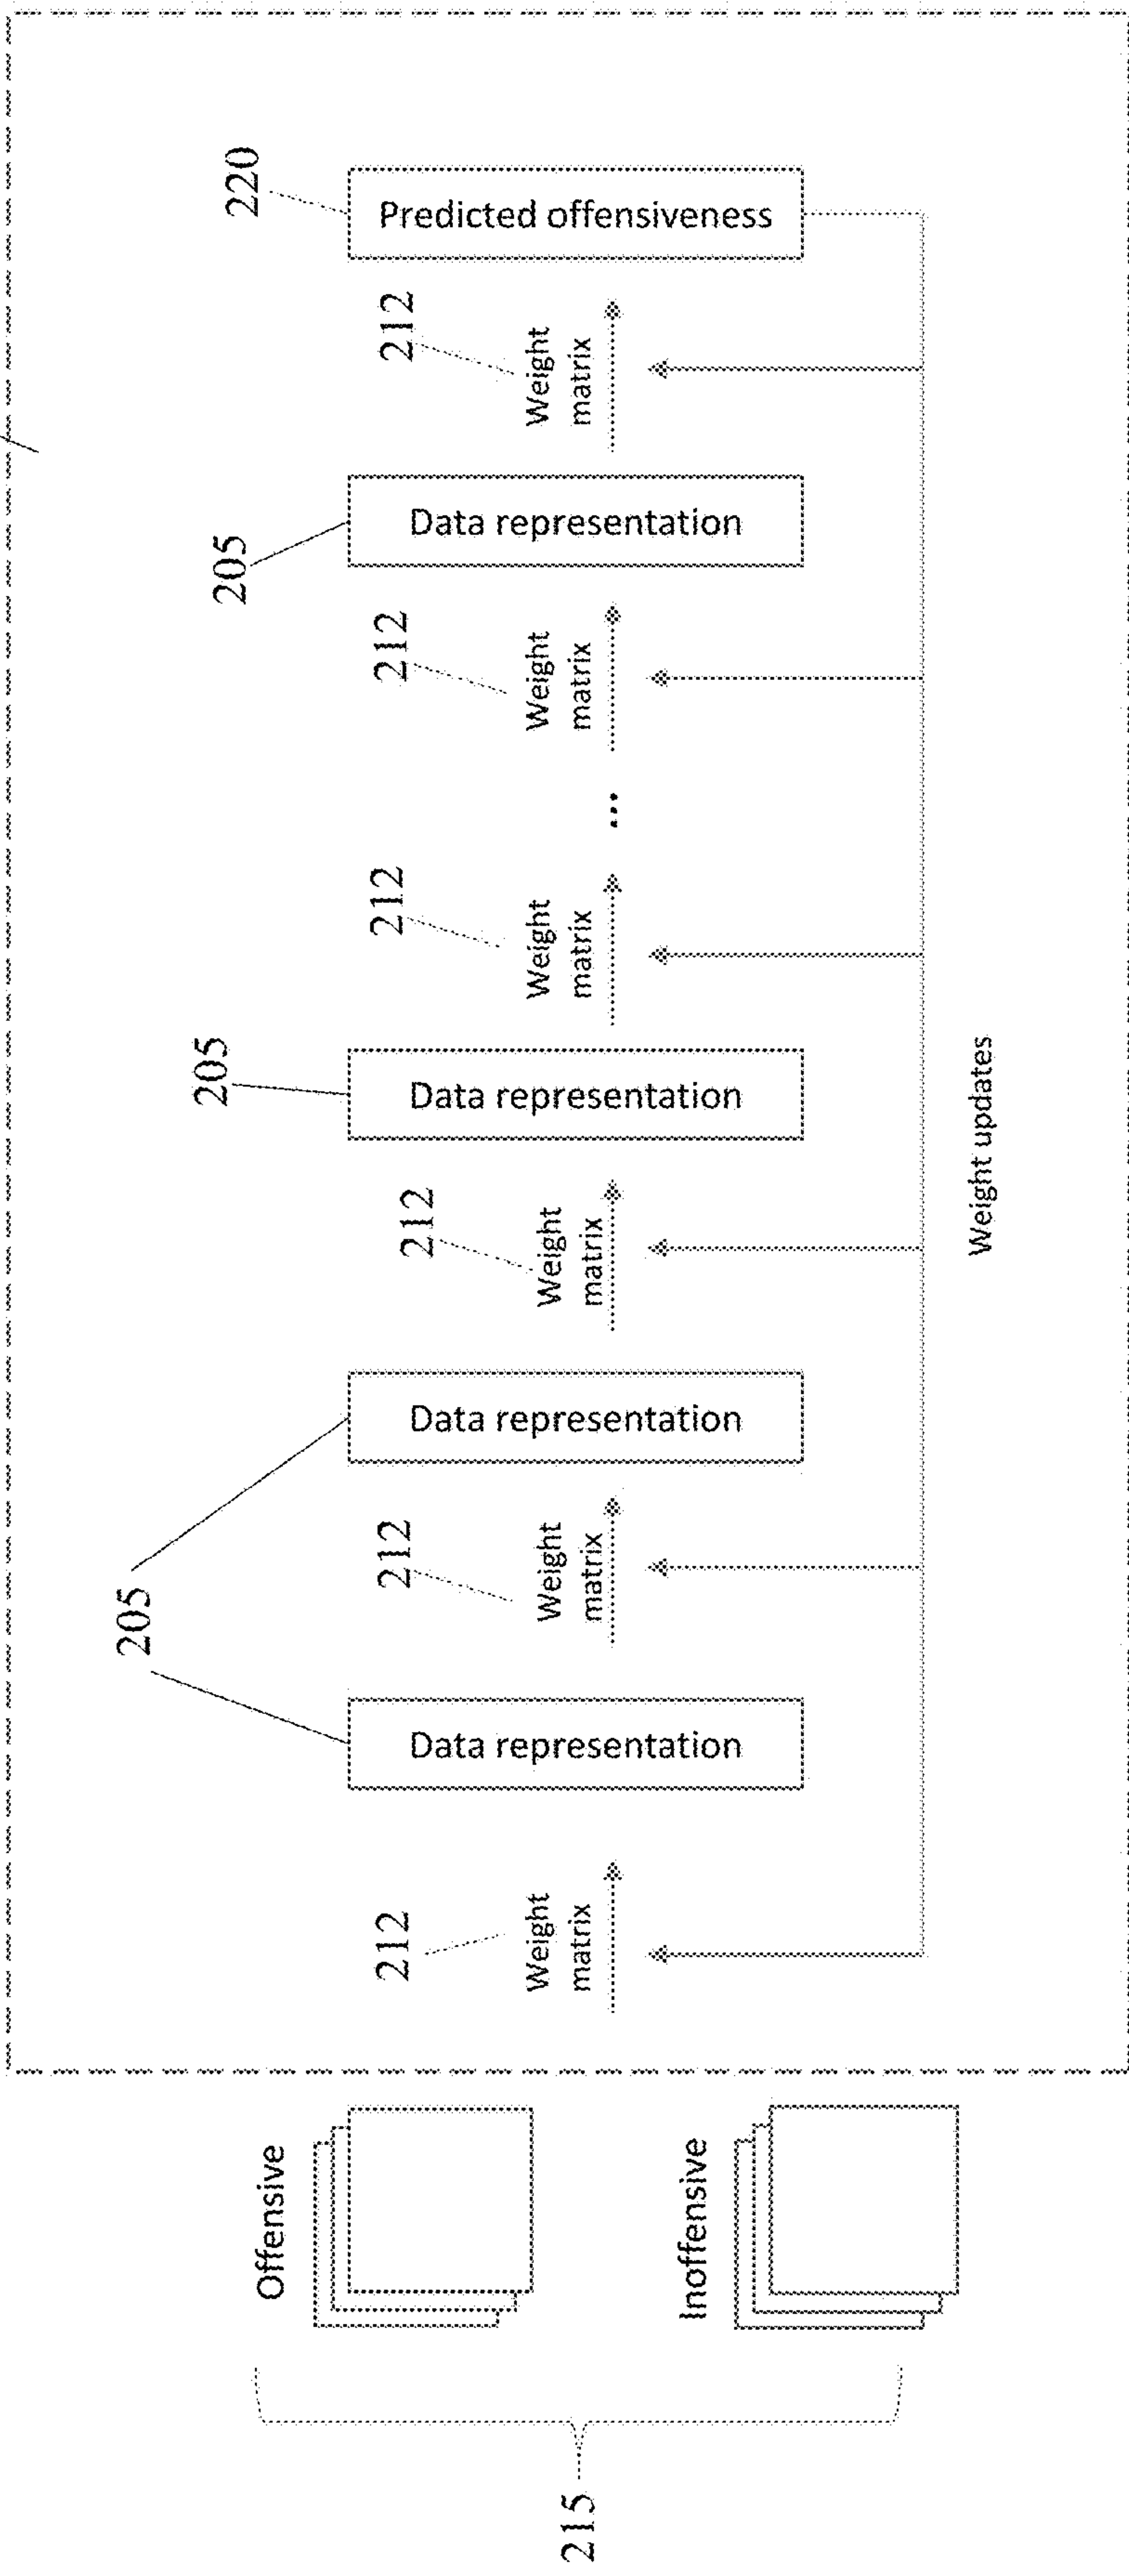 215
Offensive
Inoffensive
212
Weight
matrix
205
Data representation
212
Weight
matrix
Data representation
212
Weight
matrix
205
Data representation
212
Weight
matrix
...
212
Weight
matrix
205
Data representation
212
Weight
matrix
220
Predicted offensiveness
Weight updates